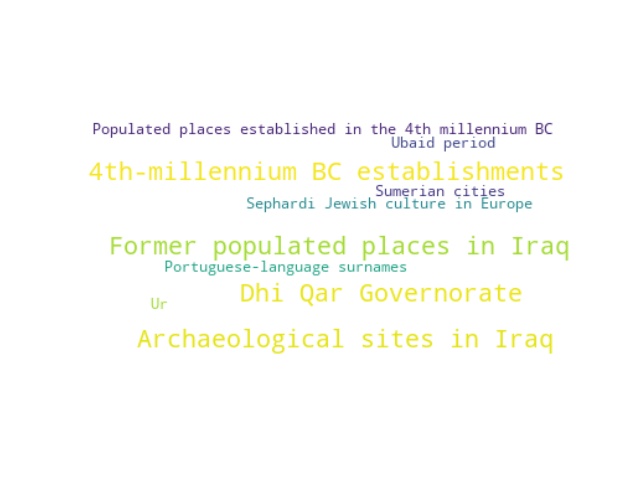 Populated places established in the 4th millennium BC
Ubaid period
4th-millennium BC establishments
Sumerian cities
Sephardi Jewish culture in Europe
Former populated places in Iraq
Portuguese-language surnames
Dhi Qar Governorate
Ur
Archaeological sites in Iraq